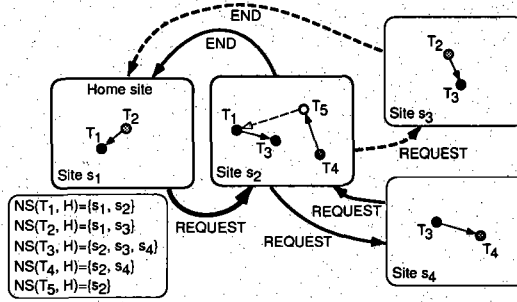 END
END
Home site
T2
T1
Site s1
T5
T1
T3
T4
Site s2
T2
T3
Site s3
REQUEST
REQUEST
REQUEST
REQUEST
T3
T4
Site s4
NS(T1, H)={s1, s2}
NS(T2, H)={s1, s3}
NS(T3, H)={s2, s3, s4}
NS(T4, H)={s2, s4}
NS(T5, H)={s2}